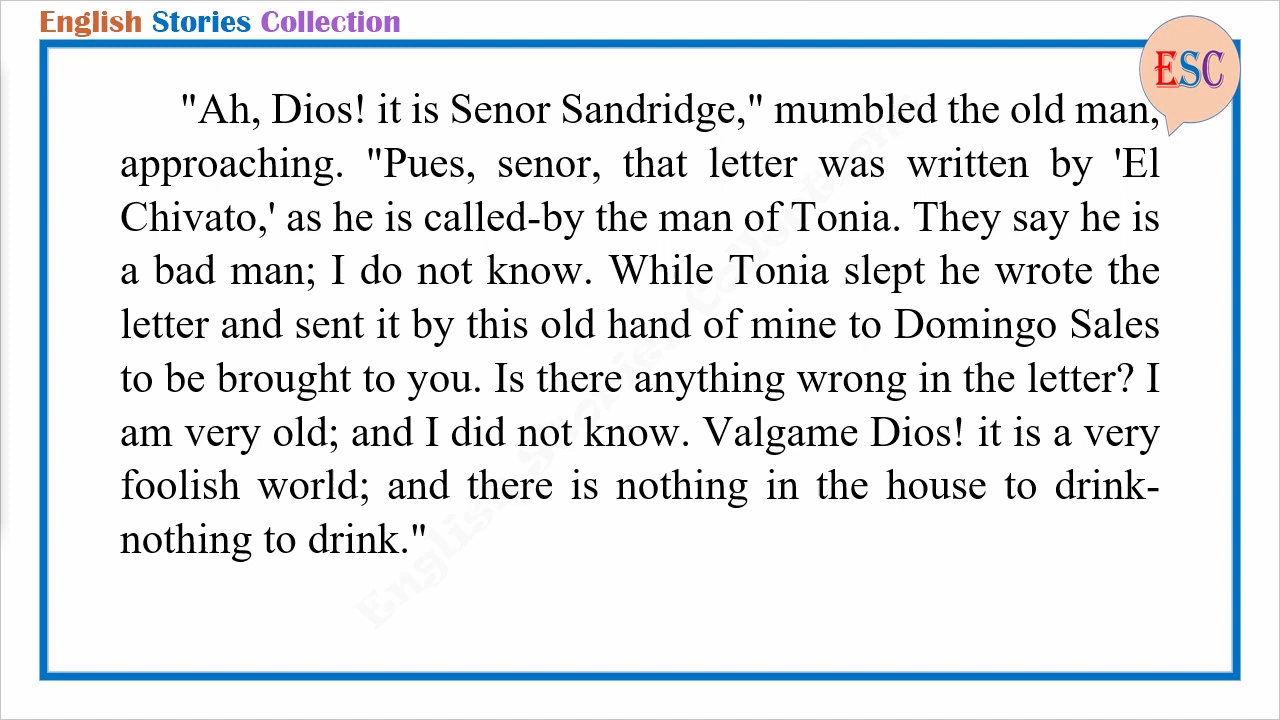 English Stories Collection
ESC
"Ah, Dios! it is Senor Sandridge," mumbled the old man,
approaching. "Pues, senor, that letter was written by 'El
Chivato,' as he is called-by the man of Tonia. They say he is
a bad man; I do not know. While Tonia slept he wrote the
letter and sent it by this old hand of mine to Domingo Sales
to be brought to you. Is there anything wrong in the letter? I
am very old; and I did not know. Valgame Dios! it is a very
foolish world; and there is nothing in the house to drink-
nothing to drink."
English Stories Collection